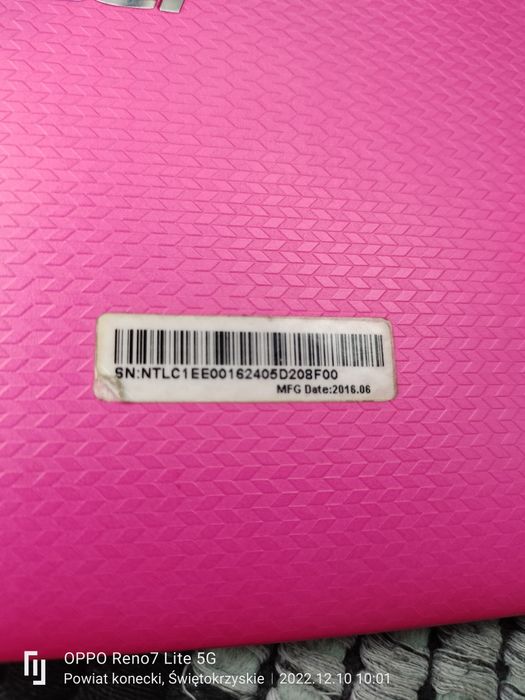 SN:NTLC1EE00162405D208F00
MFG Date:2016.06
OPPO Reno7 Lite 5G
Powiat konecki, Świętokrzyskie | 2022.12.10 10:01